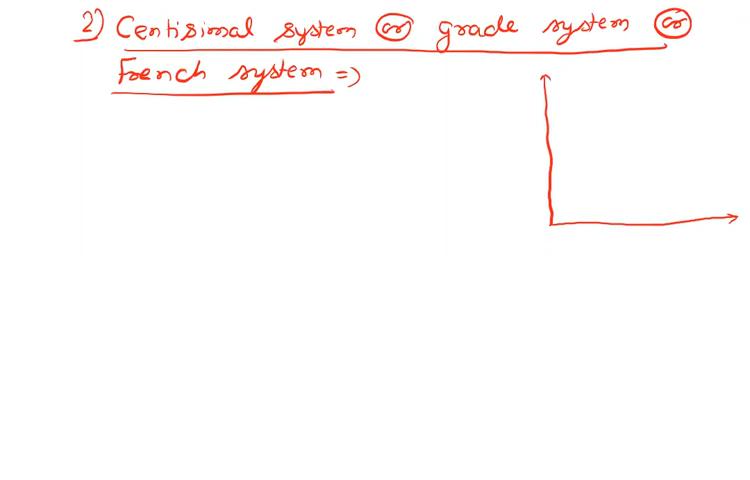 2) Centisimal system or grade system or
French system =>